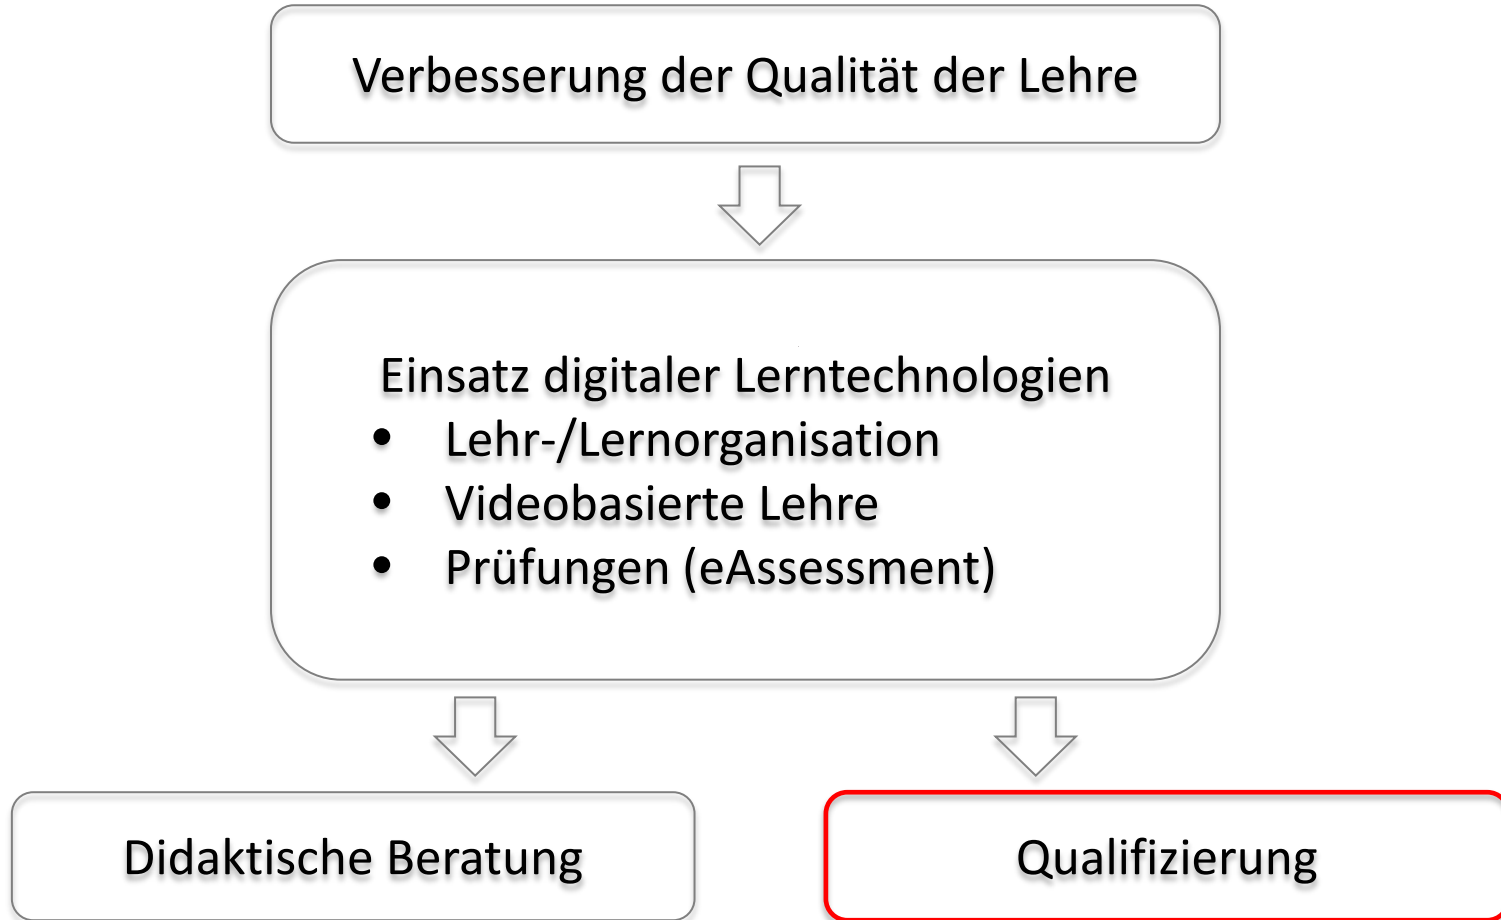 Verbesserung der Qualität der Lehre
Einsatz digitaler Lerntechnologien
• Lehr-/Lernorganisation
• Videobasierte Lehre
• Prüfungen (eAssessment)
Didaktische Beratung
Qualifizierung